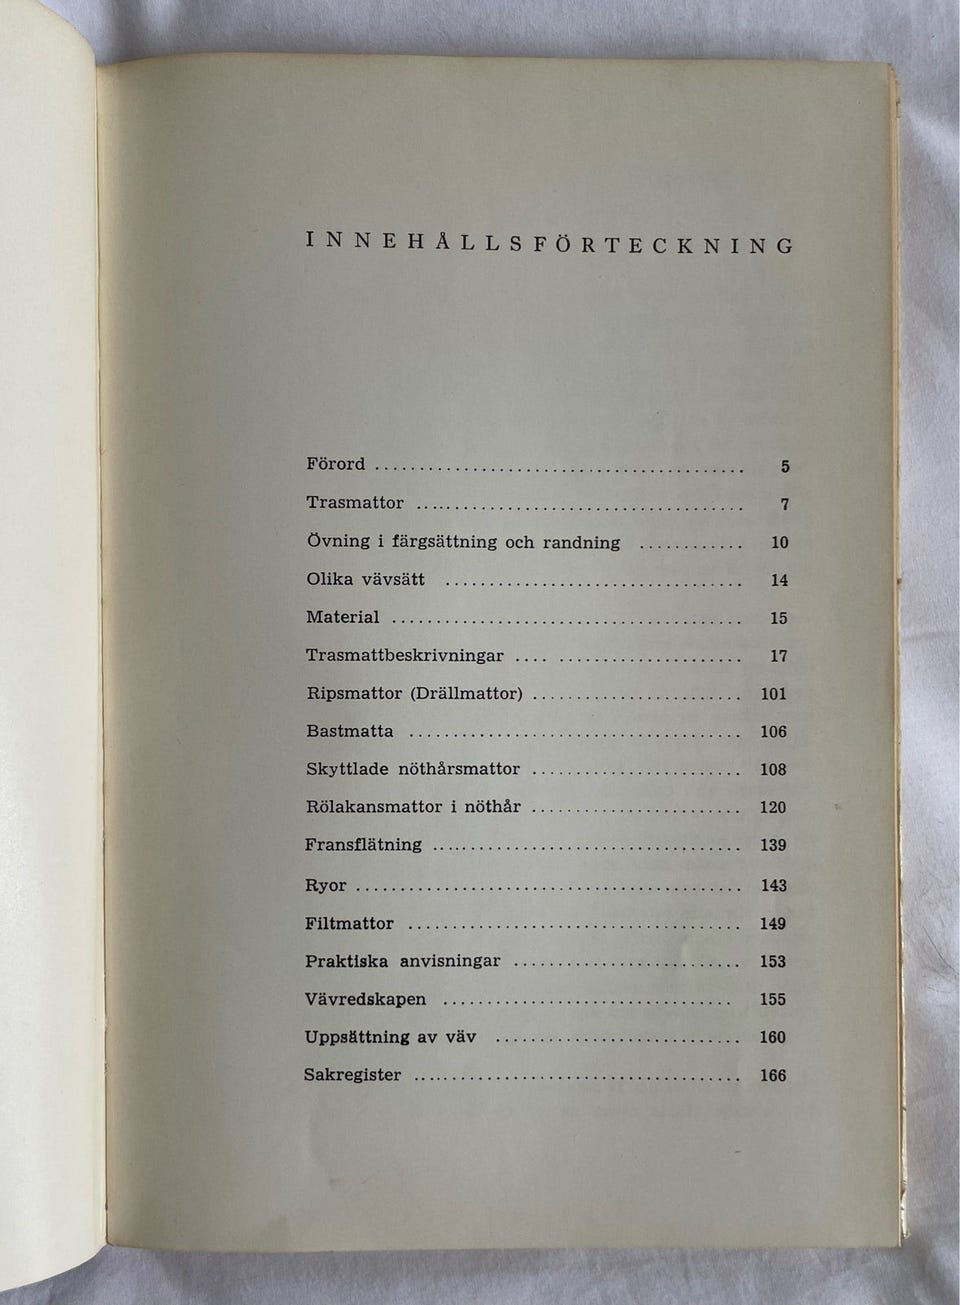 INNEHÅLLSFÖRTECKNING
Förord ........................................ 5
Trasmattor .................................... 7
Övning i färgsättning och randning ............ 10
Olika vävsätt ................................. 14
Material ...................................... 15
Trasmattbeskrivningar .... ..................... 17
Ripsmattor (Drällmattor) ....................... 101
Bastmatta ..................................... 106
Skyttlade nöthårsmattor ........................ 108
Rölakansmattor i nöthår ........................ 120
Fransflätning .................................. 139
Ryor .......................................... 143
Filtmattor ..................................... 149
Praktiska anvisningar .......................... 153
Vävredskapen ................................. 155
Uppsättning av väv ............................ 160
Sakregister .................................... 166